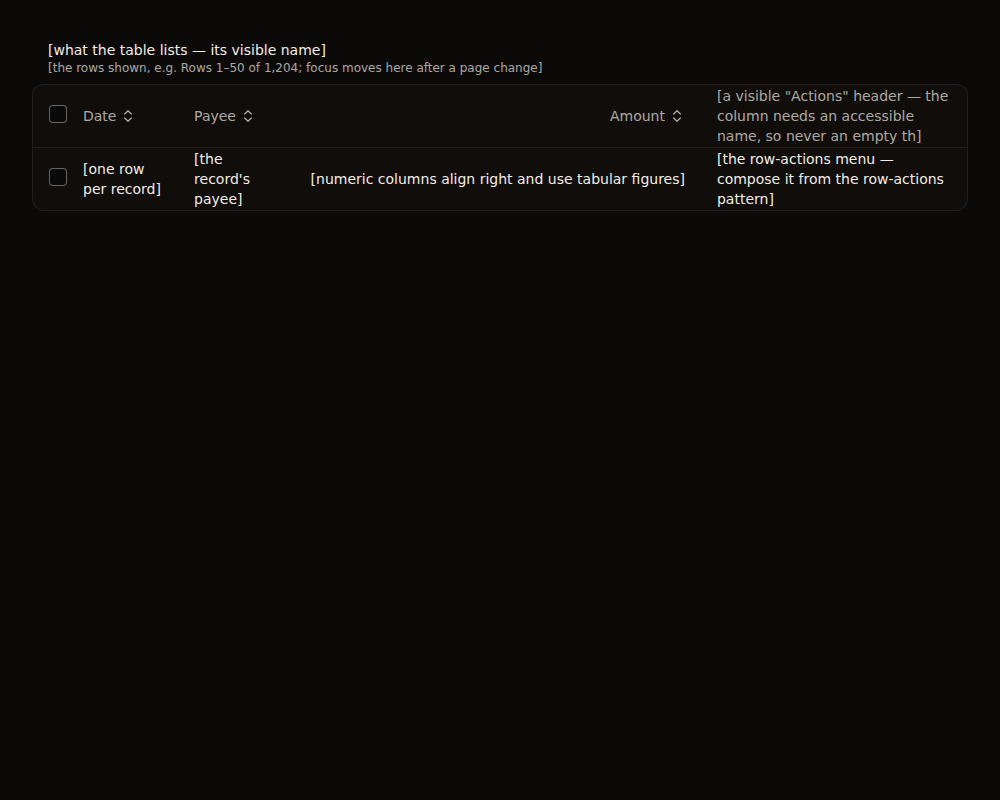 [what the table lists — its visible name]
[the rows shown, e.g. Rows 1–50 of 1,204; focus moves here after a page change]
Date
Payee
Amount
[a visible "Actions" header — the
column needs an accessible
name, so never an empty th]
[one row
per record]
[the
record's
payee]
[numeric columns align right and use tabular figures]
[the row-actions menu —
compose it from the row-actions
pattern]